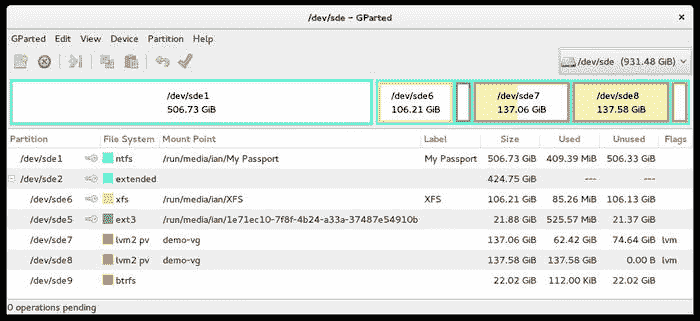 /dev/sde - GParted
GParted Edit View Device Partition Help
/dev/sde (931.48 GiB)
/dev/sde1 /dev/sde6 /dev/sde7 /dev/sde8
506.73 GiB 106.21 GiB 137.06 GiB 137.58 GiB
Partition File System Mount Point Label Size Used Unused Flags
/dev/sde1 ntfs /run/media/ian/My Passport My Passport 506.73 GiB 409.39 MiB 506.33 GiB
/dev/sde2 extended 424.75 GiB --- ---
/dev/sde6 xfs /run/media/ian/XFS XFS 106.21 GiB 85.26 MiB 106.13 GiB
/dev/sde5 ext3 /run/media/ian/1e71ec10-7f8f-4b24-a33a-37487e54910b 21.88 GiB 525.57 MiB 21.37 GiB
/dev/sde7 lvm2 pv demo-vg 137.06 GiB 62.42 GiB 74.64 GiB lvm
/dev/sde8 lvm2 pv demo-vg 137.58 GiB 137.58 GiB 0.00 B lvm
/dev/sde9 btrfs 22.02 GiB 112.00 KiB 22.02 GiB
0 operations pending